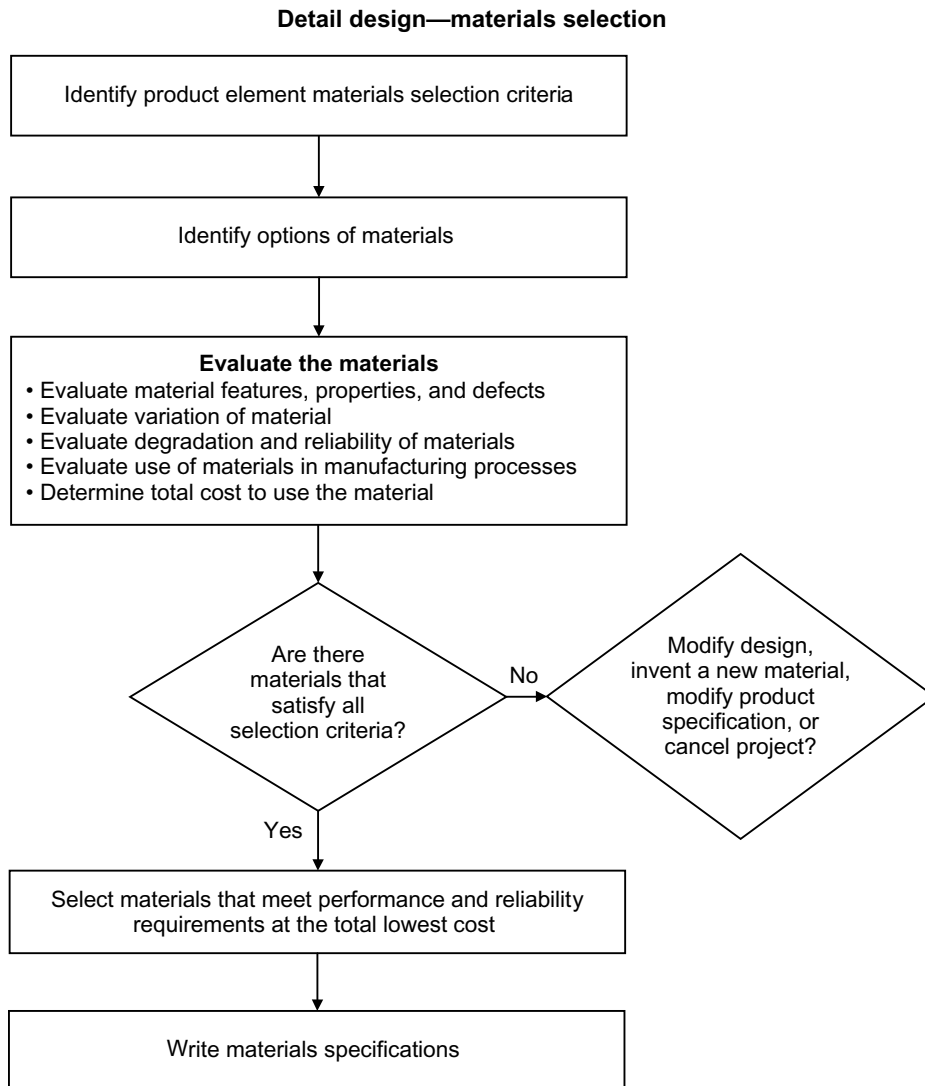 Detail design—materials selection
Identify product element materials selection criteria
Identify options of materials
Evaluate the materials
• Evaluate material features, properties, and defects
• Evaluate variation of material
• Evaluate degradation and reliability of materials
• Evaluate use of materials in manufacturing processes
• Determine total cost to use the material
Are there
materials that
satisfy all
selection criteria?
No
Modify design,
invent a new material,
modify product
specification, or
cancel project?
Yes
Select materials that meet performance and reliability
requirements at the total lowest cost
Write materials specifications